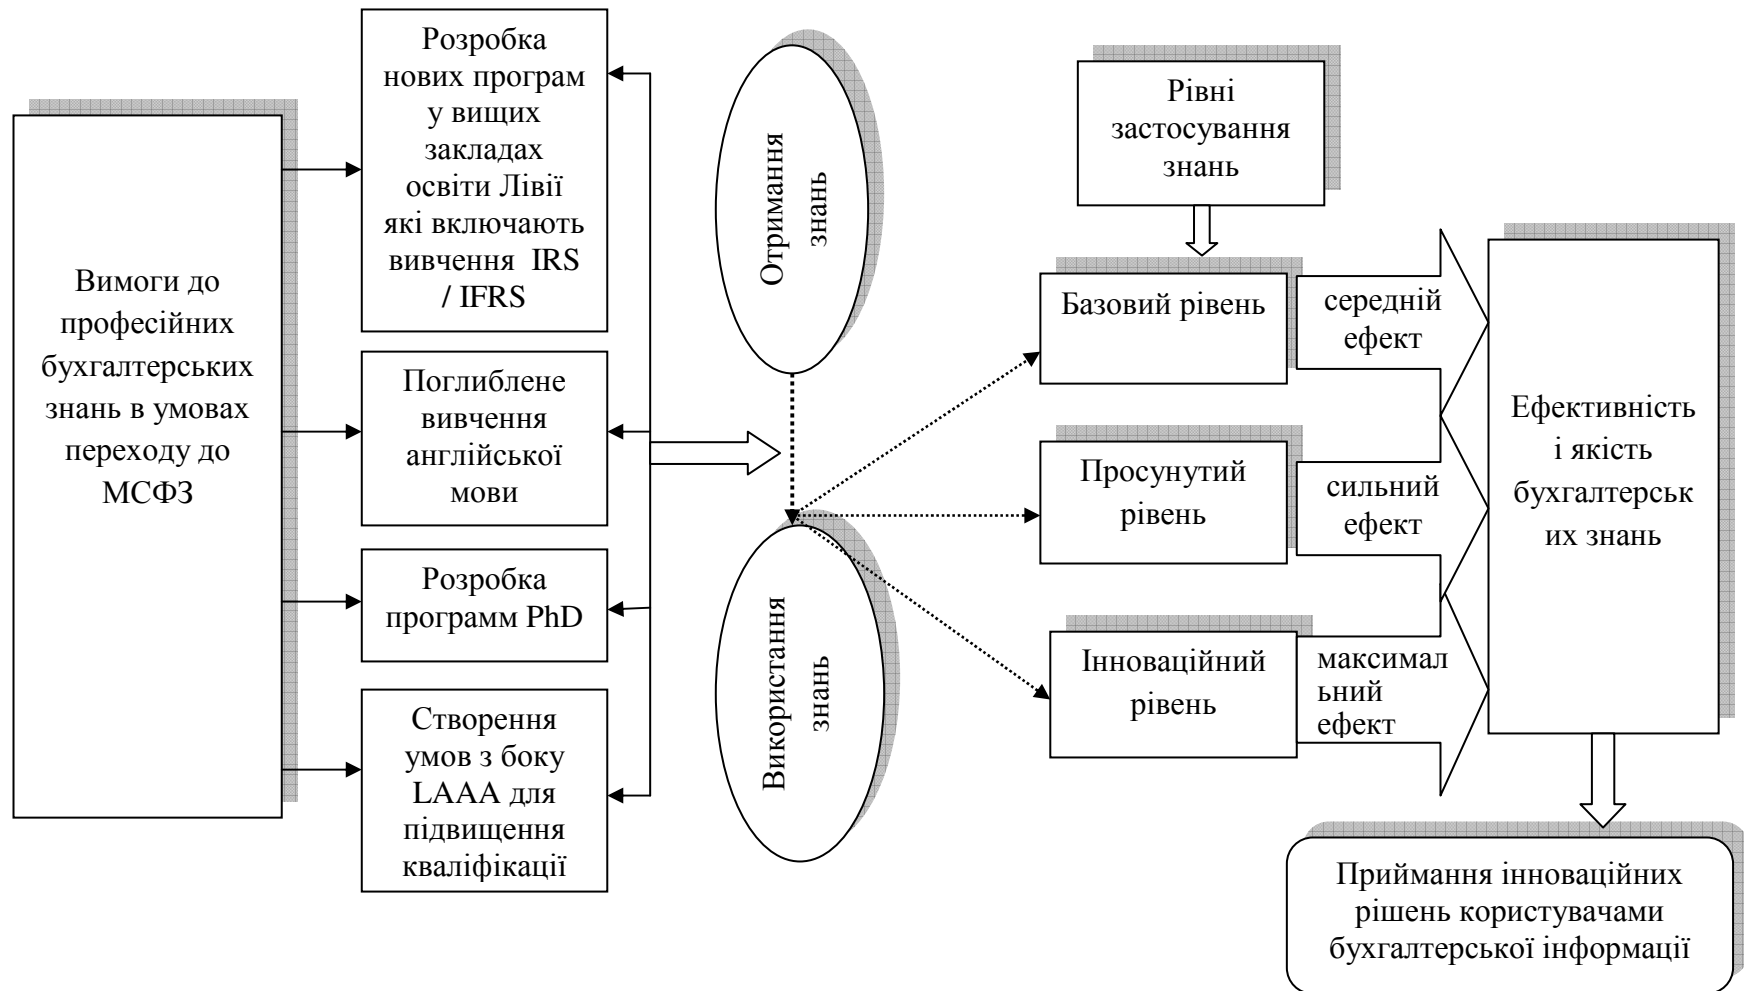 Вимоги до
професійних
бухгалтерських
знань в умовах
переходу до
МСФЗ
Розробка
нових програм
у вищих
закладах
освіти Лівії
які включають
вивчення IRS
/ IFRS
Поглиблене
вивчення
англійської
мови
Розробка
программ PhD
Створення
умов з боку
LAAA для
підвищення
кваліфікації
Отримання
знань
Використання
знань
Рівні
застосування
знань
Базовий рівень
середній
ефект
Просунутий
рівень
сильний
ефект
Інноваційний
рівень
максимал
ьний
ефект
Ефективність
і якість
бухгалтерськ
их знань
Приймання інноваційних
рішень користувачами
бухгалтерської інформації